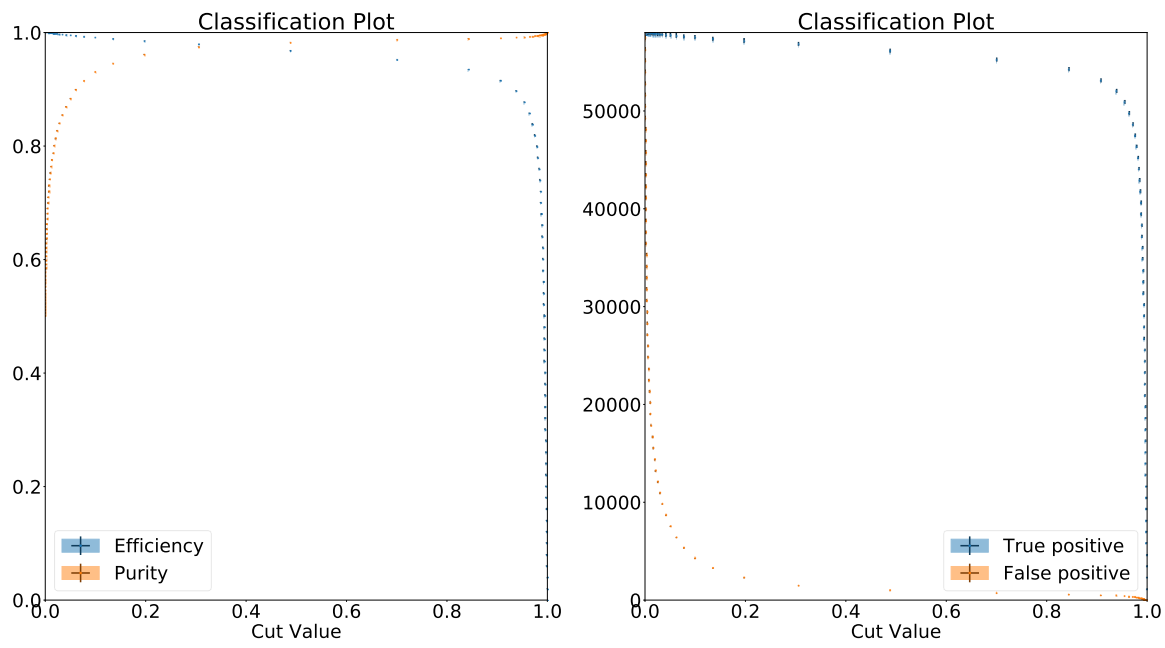 Classification Plot
1.0
0.8
0.6
0.4
0.2
0.0
0.0 0.2 0.4 0.6 0.8 1.0
Cut Value
Efficiency
Purity
Classification Plot
50000
40000
30000
20000
10000
0
0.0 0.2 0.4 0.6 0.8 1.0
Cut Value
True positive
False positive